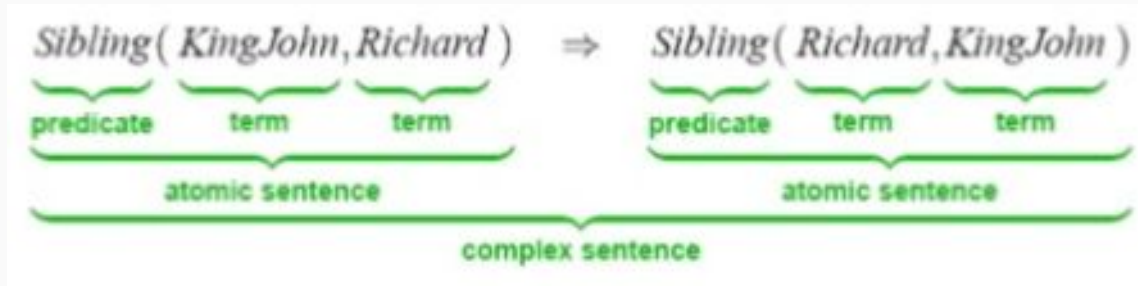 Sibling ( KingJohn, Richard ) ⇒ Sibling ( Richard, KingJohn )
predicate term term predicate term term
atomic sentence atomic sentence
complex sentence